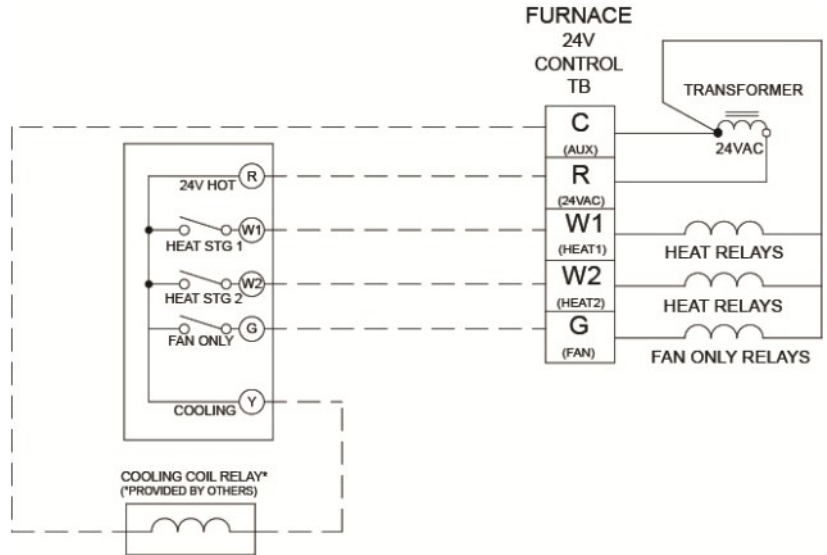 FURNACE
24V
CONTROL
TB
TRANSFORMER
24VAC
C
(AUX)
R
(24VAC)
W1
(HEAT1)
W2
(HEAT2)
G
(FAN)
HEAT RELAYS
HEAT RELAYS
FAN ONLY RELAYS
24V HOT
R
W1
HEAT STG 1
W2
HEAT STG 2
G
FAN ONLY
COOLING
Y
COOLING COIL RELAY*
(*PROVIDED BY OTHERS)